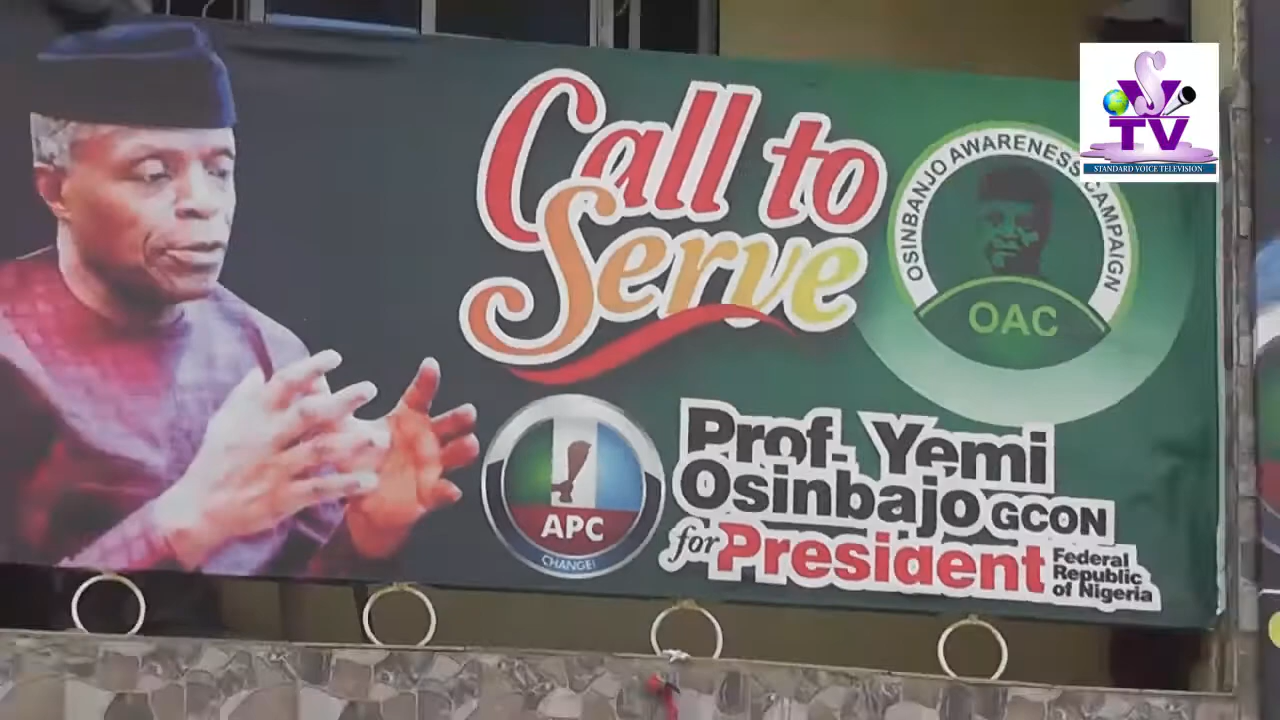 Call to
Serve
OSINBANJO AWARENESS CAMPAIGN
OAC
APC
CHANGE!
Prof. Yemi
Osinbajo GCON
for President
Federal
Republic
of Nigeria
S
V
TV
STANDARD VOICE TELEVISION